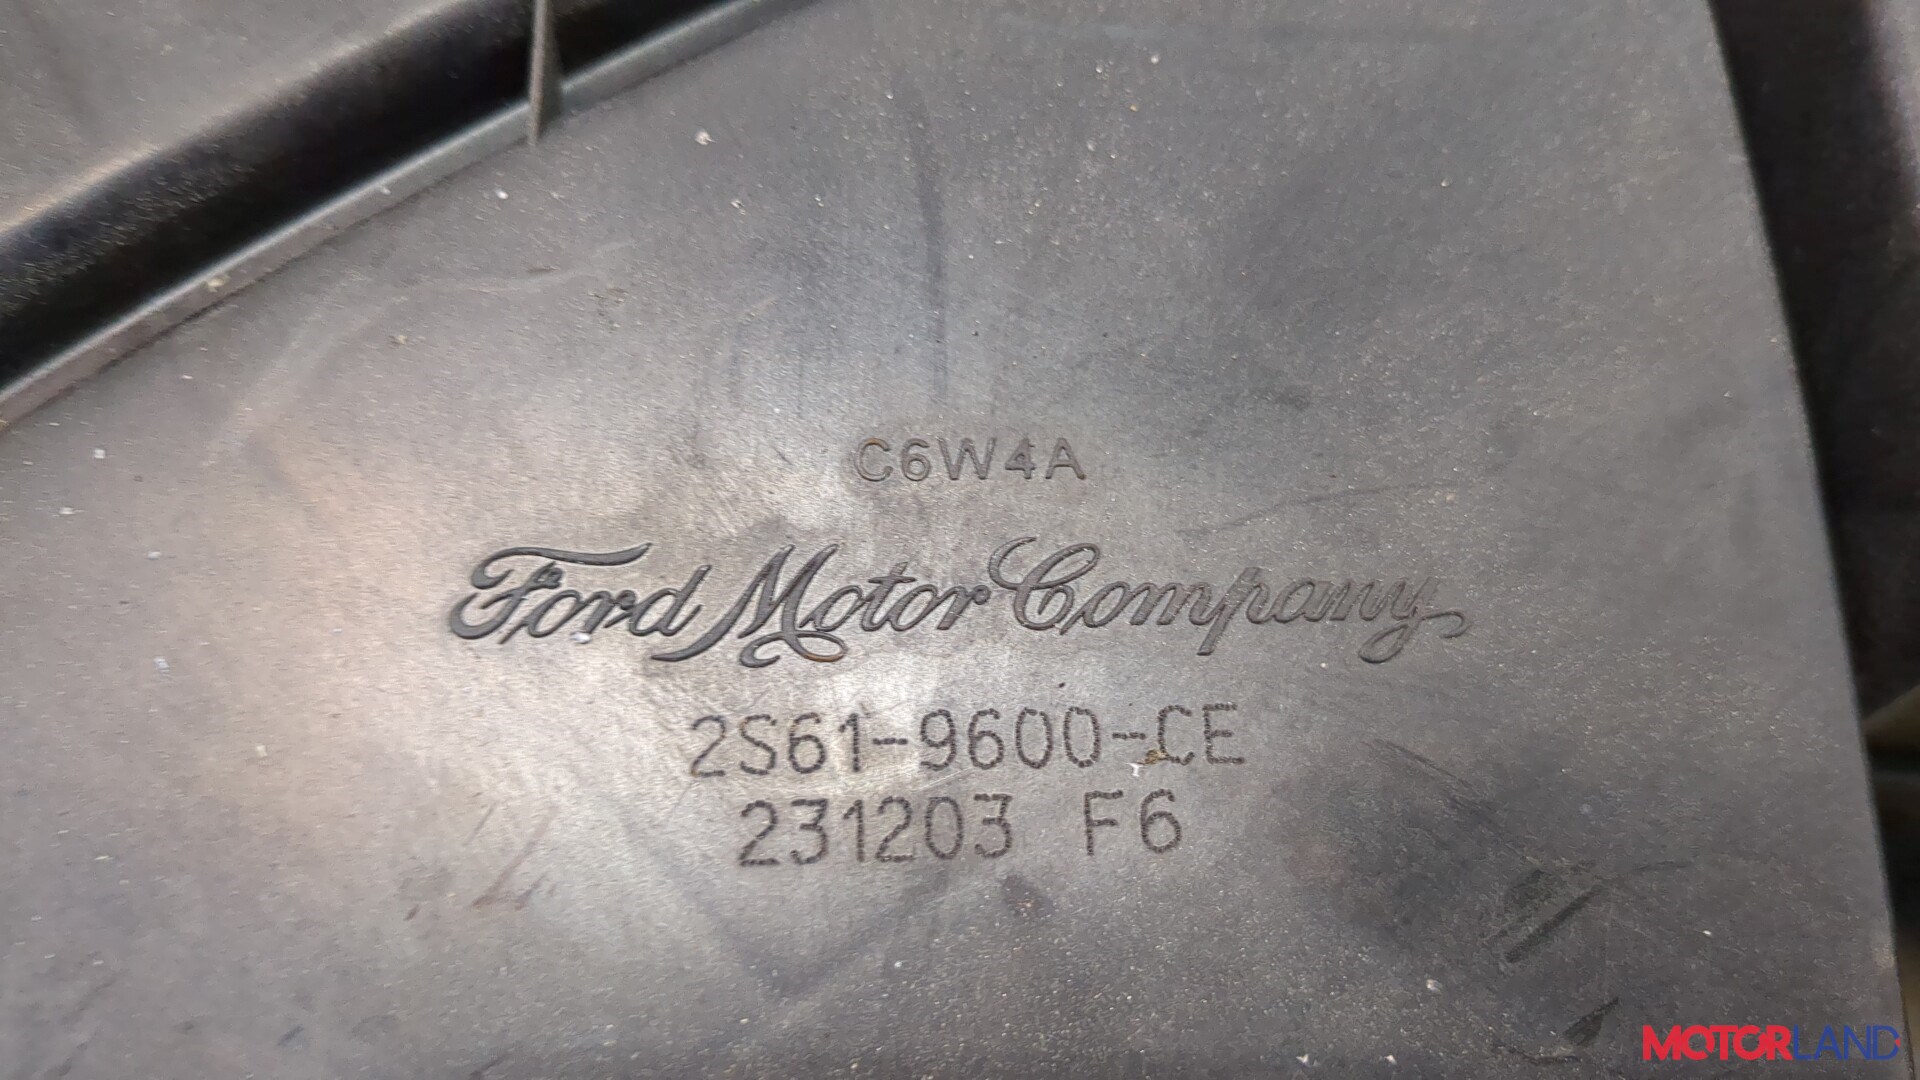 C6W4A
Ford Motor Company
2S61-9600-CE
231203 F6
MOTORLAND